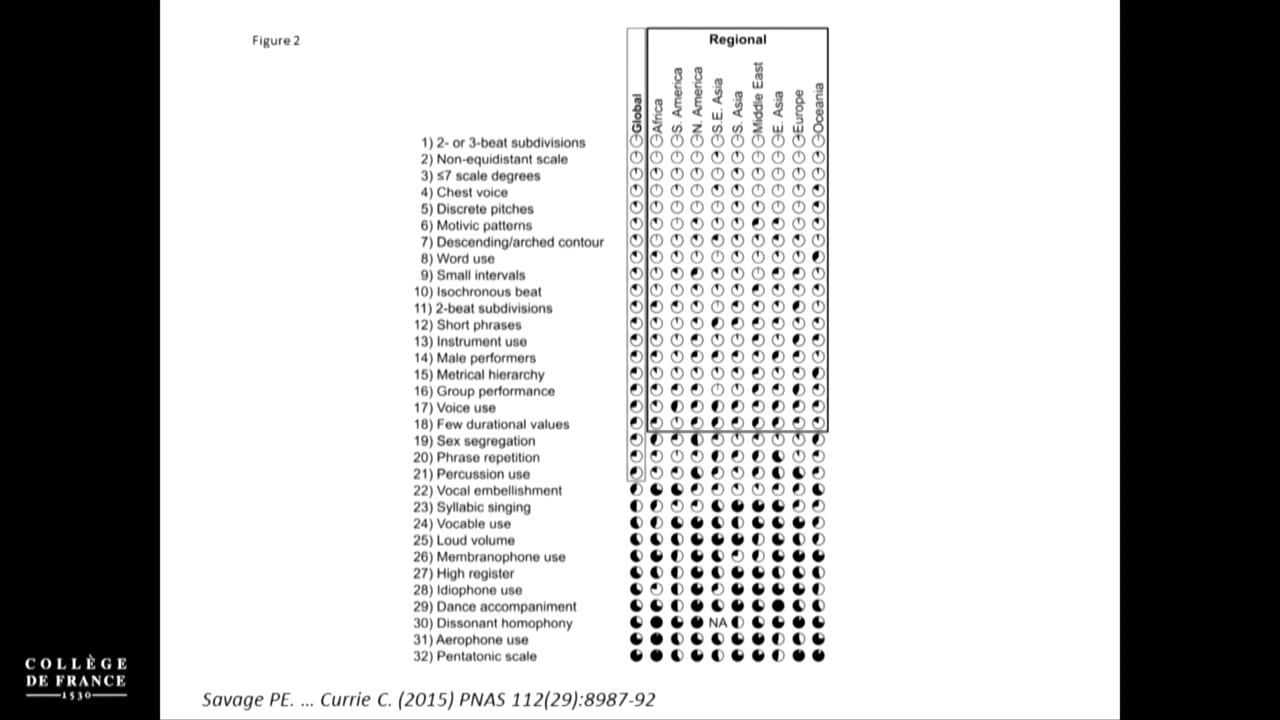 Figure 2
Regional
Global
Africa
S. America
N. America
S.E. Asia
S. Asia
Middle East
E. Asia
Europe
Oceania
1) 2- or 3-beat subdivisions
2) Non-equidistant scale
3) ≤7 scale degrees
4) Chest voice
5) Discrete pitches
6) Motivic patterns
7) Descending/arched contour
8) Word use
9) Small intervals
10) Isochronous beat
11) 2-beat subdivisions
12) Short phrases
13) Instrument use
14) Male performers
15) Metrical hierarchy
16) Group performance
17) Voice use
18) Few durational values
19) Sex segregation
20) Phrase repetition
21) Percussion use
22) Vocal embellishment
23) Syllabic singing
24) Vocable use
25) Loud volume
26) Membranophone use
27) High register
28) Idiophone use
29) Dance accompaniment
30) Dissonant homophony NA
31) Aerophone use
32) Pentatonic scale
COLLÈGE
DE FRANCE
1530
Savage PE. ... Currie C. (2015) PNAS 112(29):8987-92